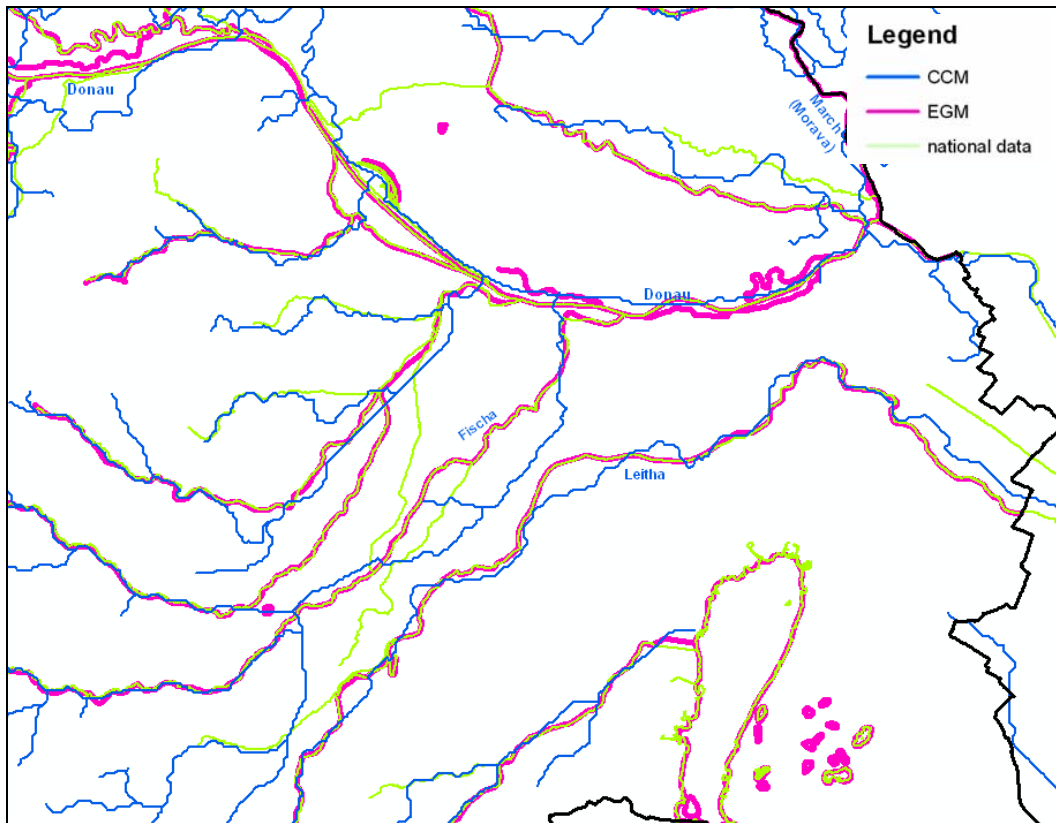 Legend
CCM
EGM
national data
Donau
March
(Morava)
Donau
Fischa
Leitha